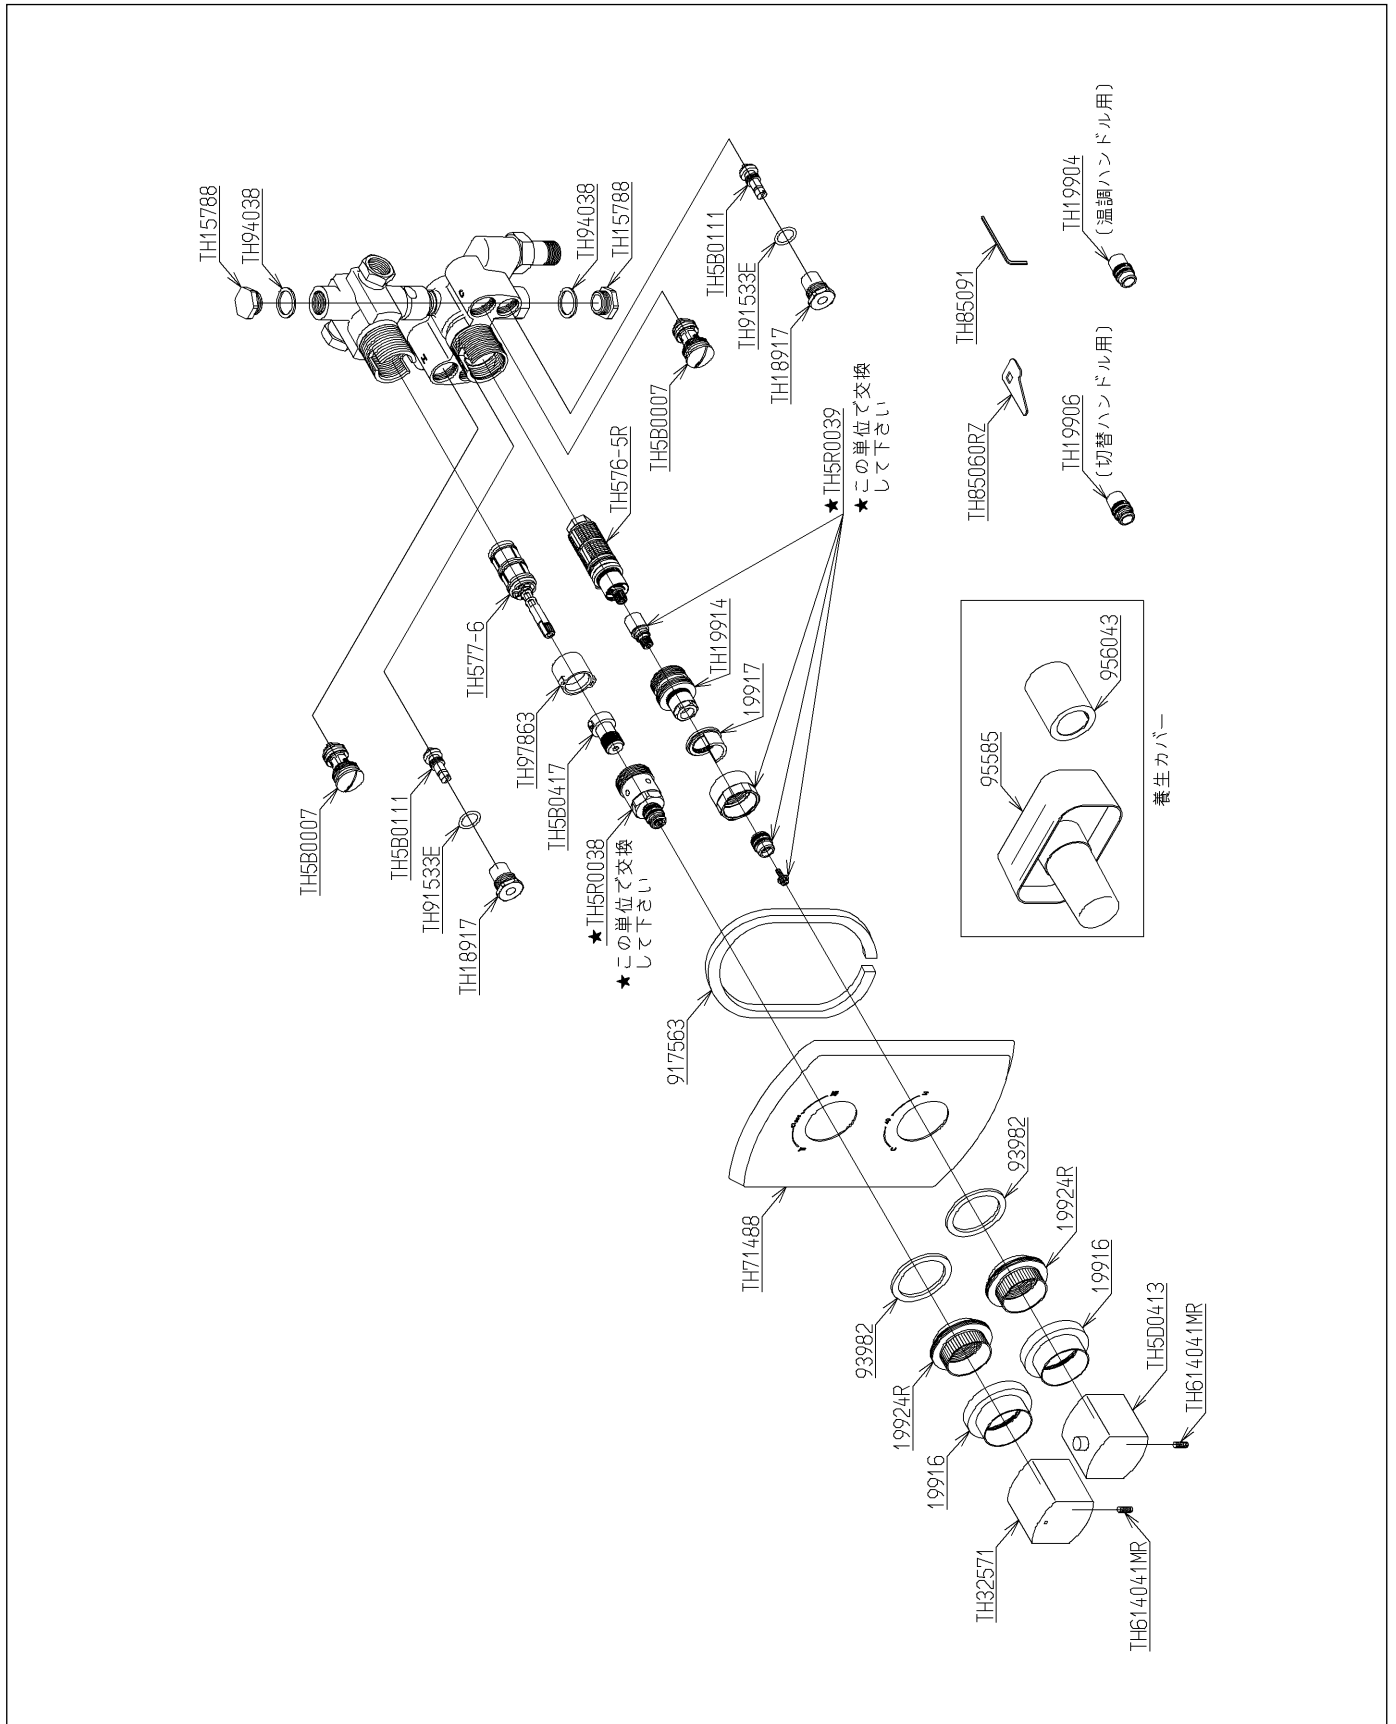 TH15788
TH94038
TH94038
TH15788
TH5B0111
TH91533E
TH18917
TH5B0007
★TH5R0039
★この単位で交換
して下さい
TH576-5R
TH577-6
TH19914
19917
TH97863
TH5B0417
★TH5R0038
★この単位で交換
して下さい
TH5B0007
TH5B0111
TH91533E
TH18917
917563
H
C
TH71488
H
C
93982
19924R
19916
TH5D0413
TH614041MR
93982
19924R
19916
TH32571
TH614041MR
TH85091
TH85060RZ
TH19904
(温調ハンドル用)
TH19906
(切替ハンドル用)
95585
956043
養生カバー